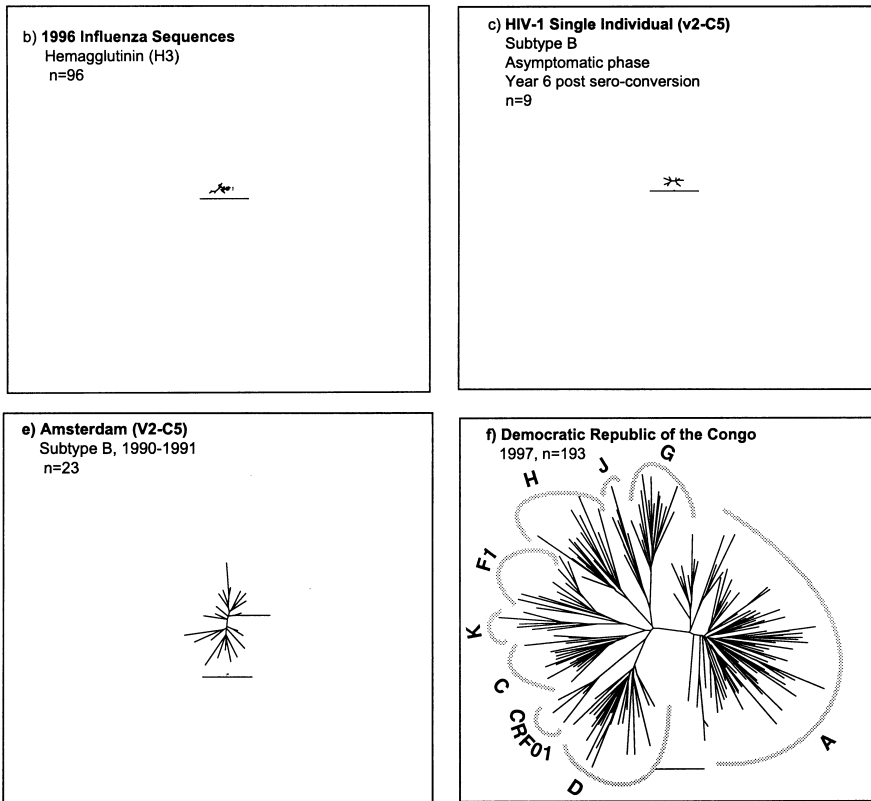 b) 1996 Influenza Sequences
Hemagglutinin (H3)
n=96
c) HIV-1 Single Individual (v2-C5)
Subtype B
Asymptomatic phase
Year 6 post sero-conversion
n=9
e) Amsterdam (V2-C5)
Subtype B, 1990-1991
n=23
f) Democratic Republic of the Congo
1997, n=193
H
J
G
F1
K
C
CRF01
D
A